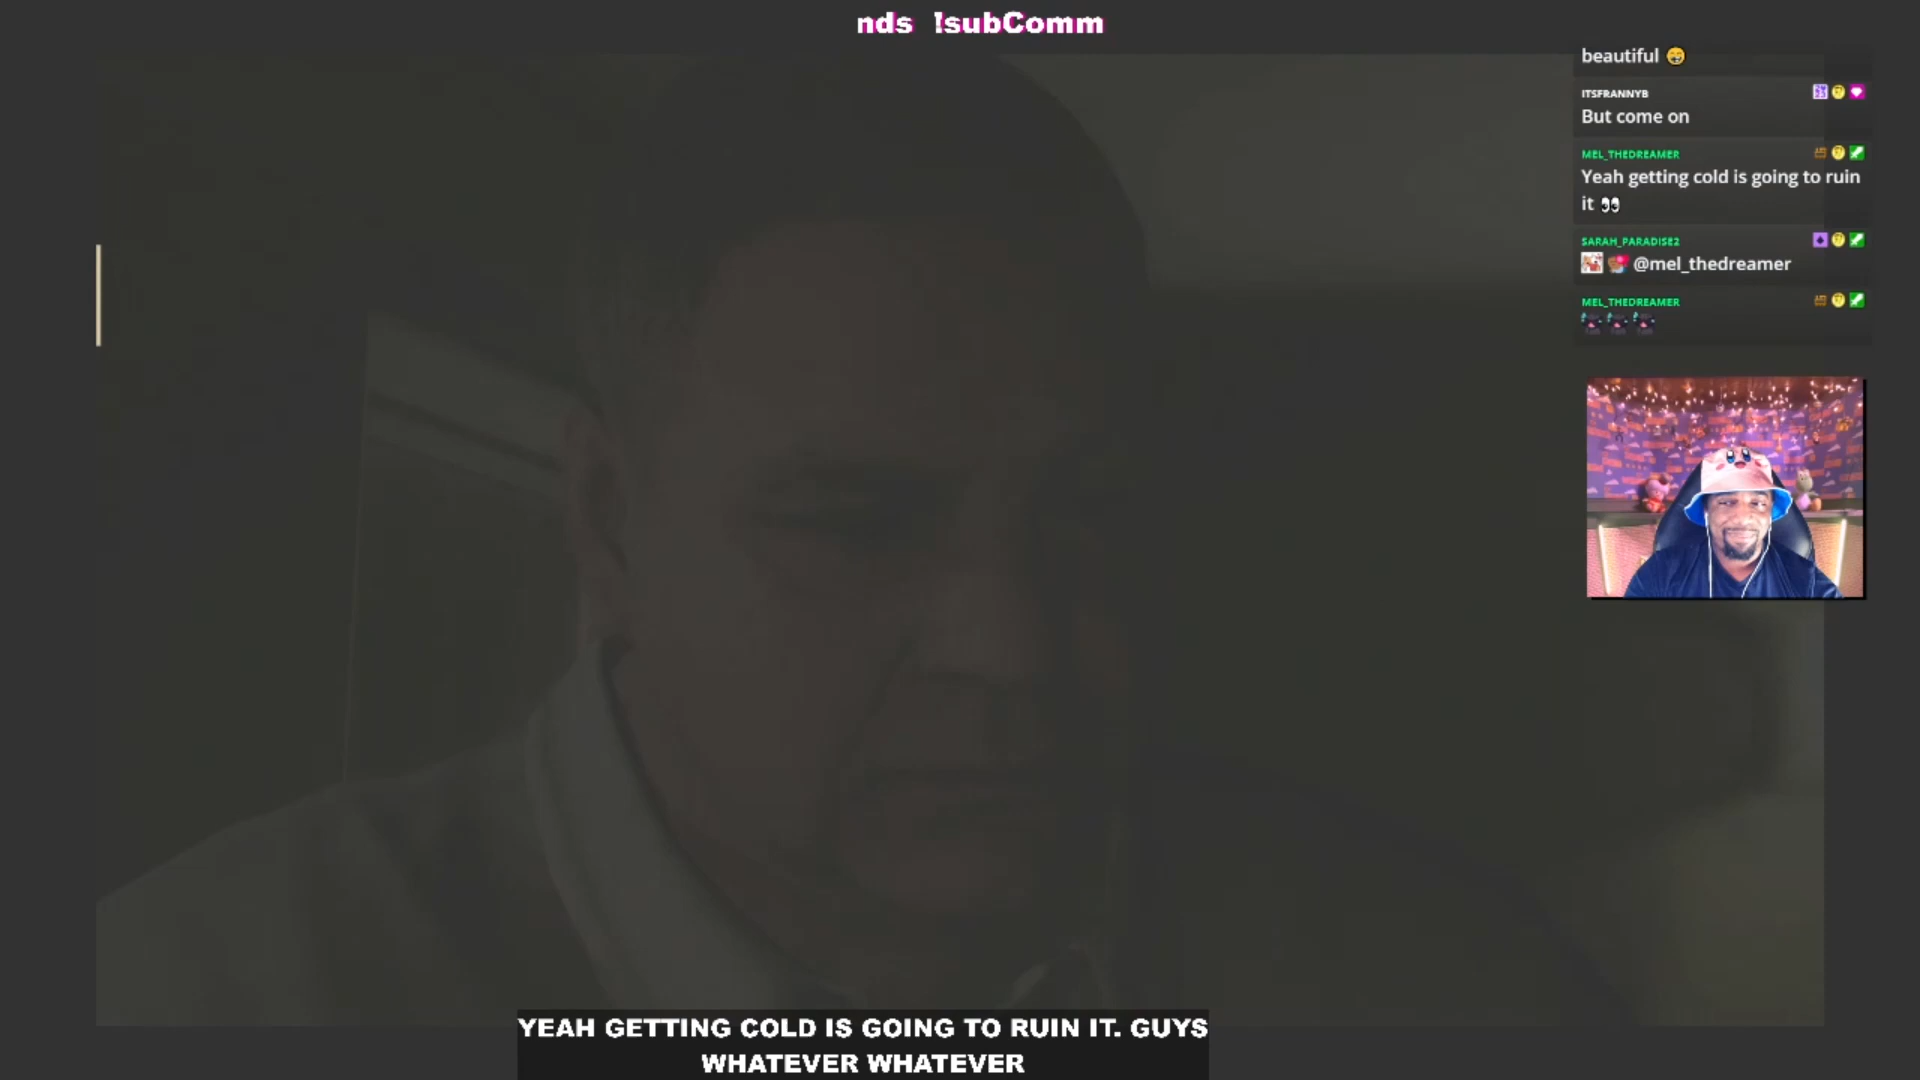 nds !subComm
beautiful
ITSFRANNYB
But come on
MEL_THEDREAMER
Yeah getting cold is going to ruin
it
SARAH_PARADISE2
@mel_thedreamer
MEL_THEDREAMER
YEAH GETTING COLD IS GOING TO RUIN IT. GUYS
WHATEVER WHATEVER